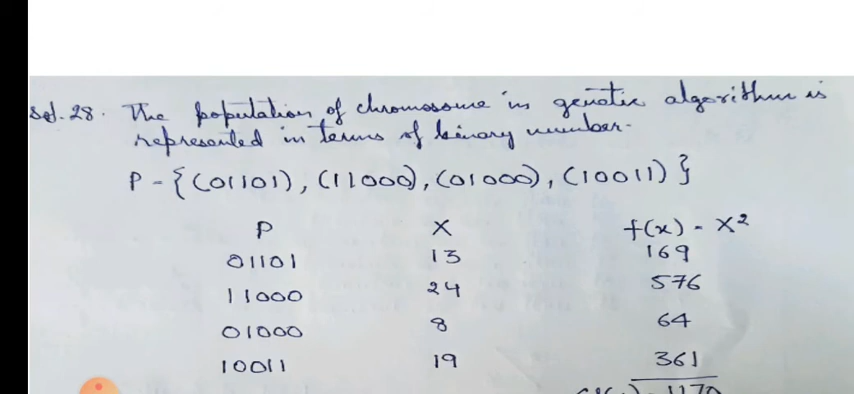 Sol. 28. The population of chromosome in genetic algorithm is
represented in terms of binary number.
P = {(01101), (11000), (01000), (10011)}
P X f(x) = X²
01101 13 169
11000 24 576
01000 8 64
10011 19 361
1170